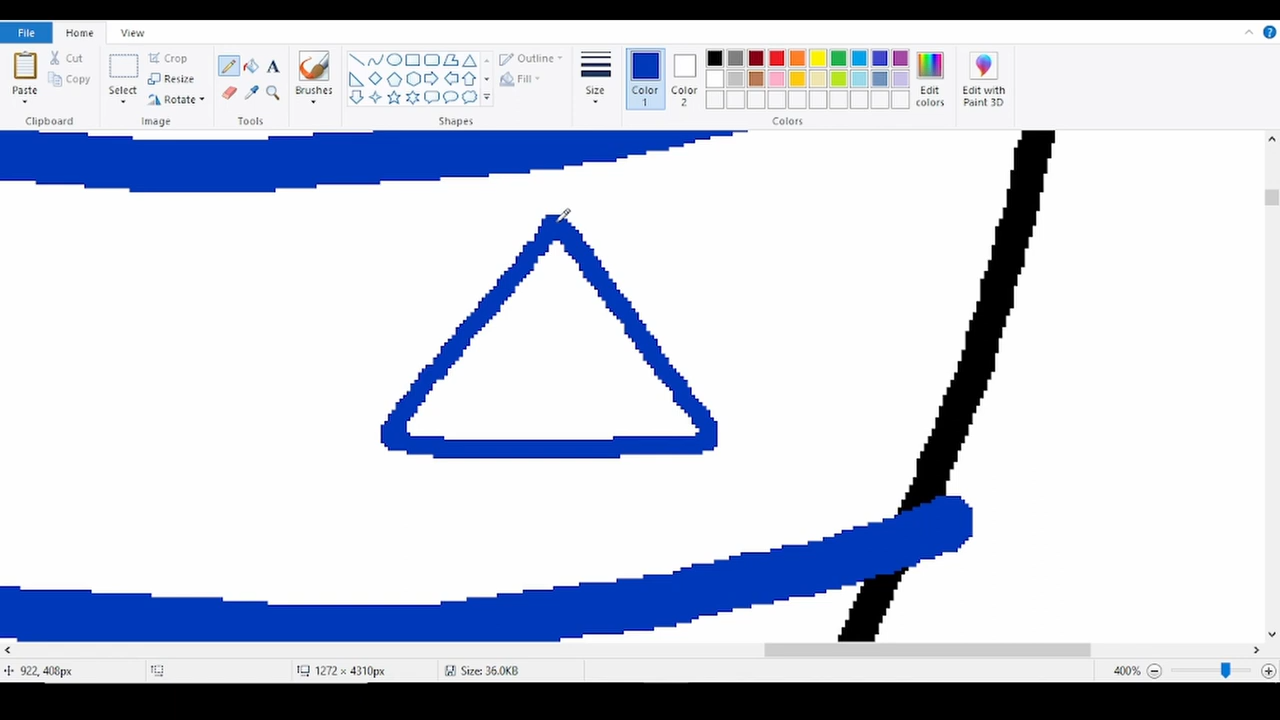 File Home View
Paste Cut Copy
Clipboard
Select Crop Resize Rotate
Image
A
Tools
Brushes
Outline Fill
Shapes
Size
Color 1
Color 2
Edit colors
Colors
Edit with Paint 3D
922, 408px 1272 × 4310px Size: 36.0KB 400%